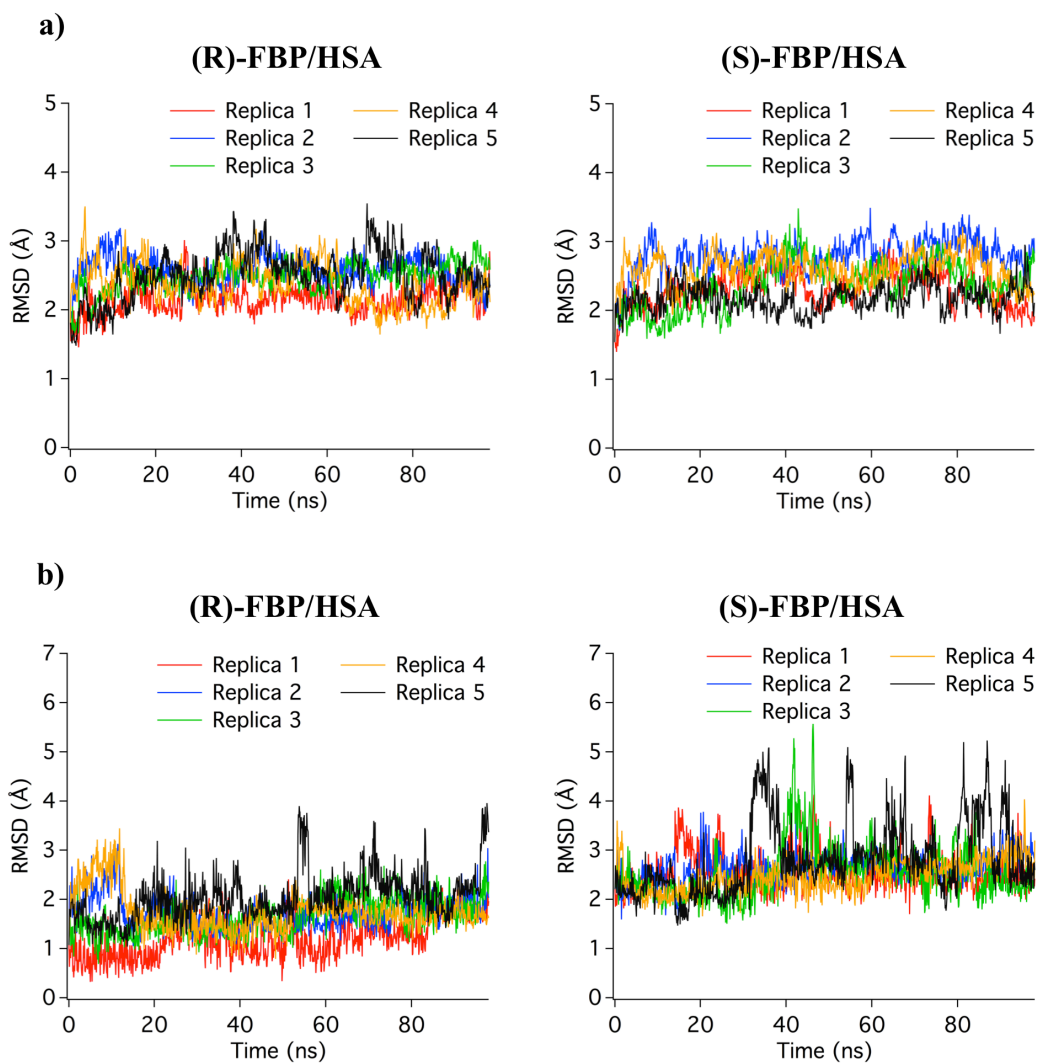 a)
(R)-FBP/HSA
(S)-FBP/HSA
Replica 1
Replica 4
Replica 2
Replica 5
Replica 3
RMSD (Å)
5
4
3
2
1
0
0 20 40 60 80
Time (ns)
Replica 1
Replica 4
Replica 2
Replica 5
Replica 3
RMSD (Å)
5
4
3
2
1
0
0 20 40 60 80
Time (ns)
b)
(R)-FBP/HSA
(S)-FBP/HSA
Replica 1
Replica 4
Replica 2
Replica 5
Replica 3
RMSD (Å)
7
6
5
4
3
2
1
0
0 20 40 60 80
Time (ns)
Replica 1
Replica 4
Replica 2
Replica 5
Replica 3
RMSD (Å)
7
6
5
4
3
2
1
0
0 20 40 60 80
Time (ns)